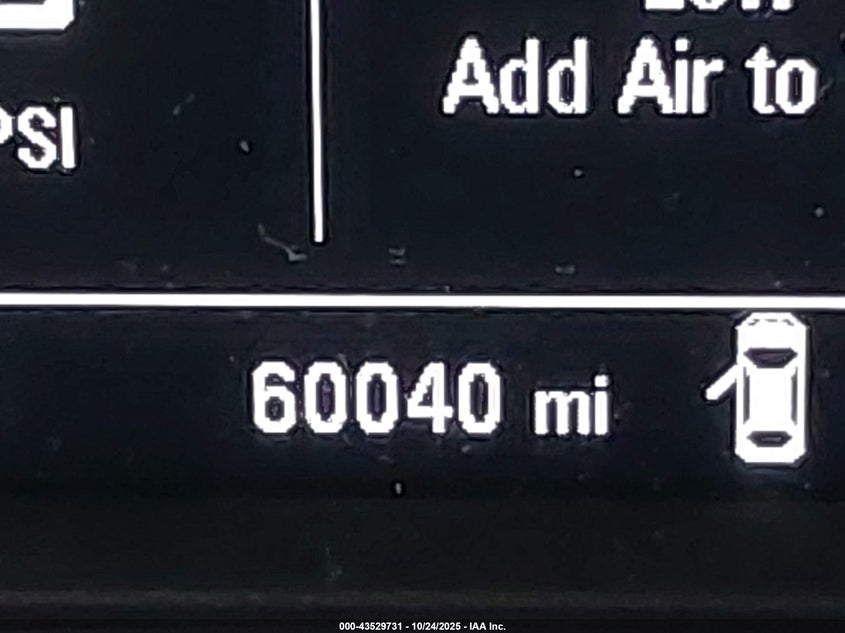 PSI
Add Air to
60040 mi
000-43529731 - 10/24/2025 - IAA Inc.